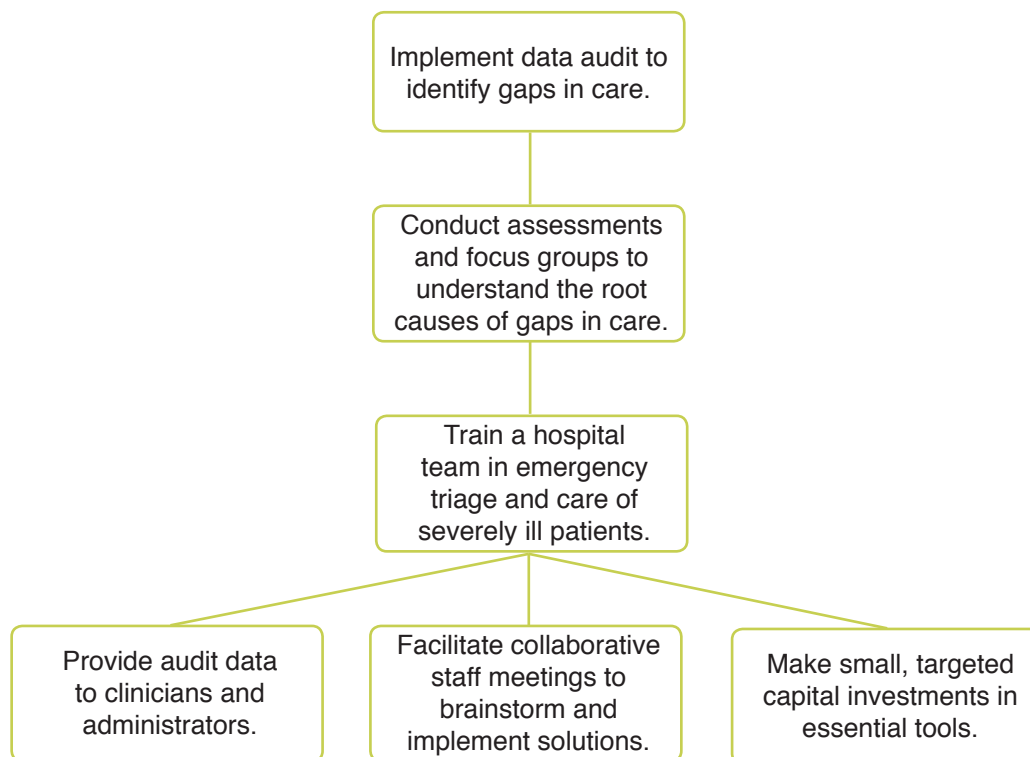 Implement data audit to
identify gaps in care.
Conduct assessments
and focus groups to
understand the root
causes of gaps in care.
Train a hospital
team in emergency
triage and care of
severely ill patients.
Provide audit data
to clinicians and
administrators.
Facilitate collaborative
staff meetings to
brainstorm and
implement solutions.
Make small, targeted
capital investments in
essential tools.